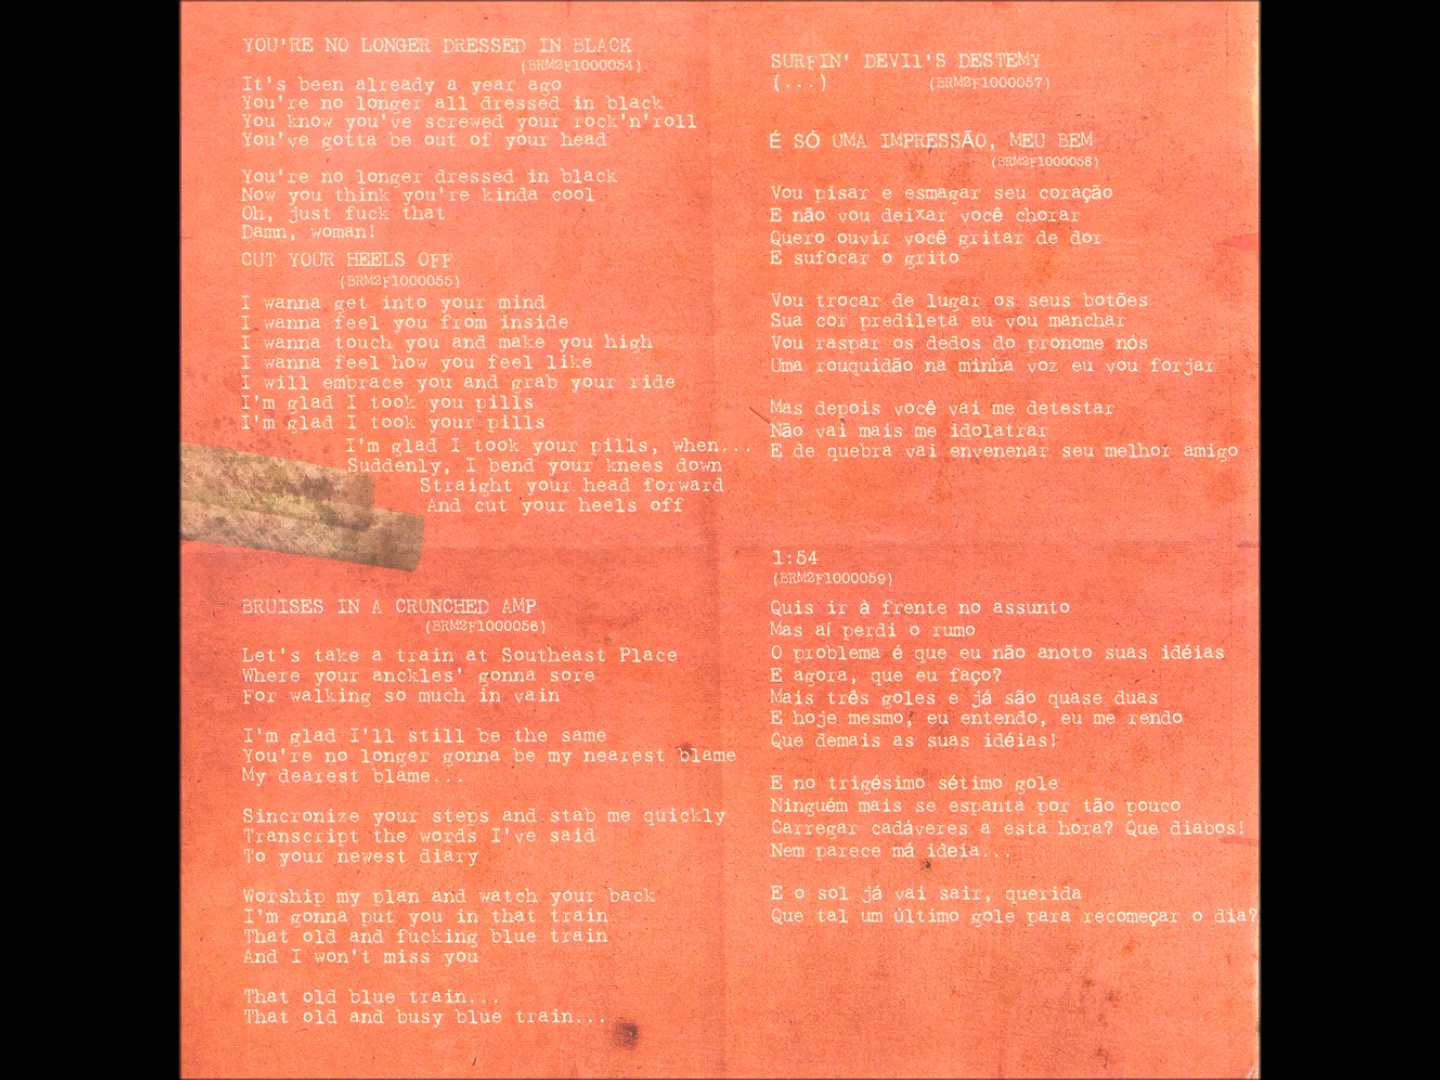 YOU'RE NO LONGER DRESSED IN BLACK
(BRM2F1000054)
It's been already a year ago
You're no longer all dressed in black
You know you've screwed your rock'n'roll
You've gotta be out of your head
You're no longer dressed in black
Now you think you're kinda cool
Oh, just fuck that
Damn, woman!
CUT YOUR HEELS OFF
(BRM2F1000055)
I wanna get into your mind
I wanna feel you from inside
I wanna touch you and make you high
I wanna feel how you feel like
I will embrace you and grab your ride
I'm glad I took you pills
I'm glad I took your pills
I'm glad I took your pills, when...
Suddenly, I bend your knees down
Straight your head forward
And cut your heels off
BRUISES IN A CRUNCHED AMP
(BRM2F1000056)
Let's take a train at Southeast Place
Where your anckles' gonna sore
For walking so much in vain
I'm glad I'll still be the same
You're no longer gonna be my nearest blame
My dearest blame...
Sincronize your steps and stab me quickly
Transcript the words I've said
To your newest diary
Worship my plan and watch your back
I'm gonna put you in that train
That old and fucking blue train
And I won't miss you
That old blue train...
That old and busy blue train...
SURFIN' DEVIl'S DESTEMY
(...) (BRM2F1000057)
É SÓ UMA IMPRESSÃO, MEU BEM
(BRM2F1000058)
Vou pisar e esmagar seu coração
E não vou deixar você chorar
Quero ouvir você gritar de dor
E sufocar o grito
Vou trocar de lugar os seus botões
Sua cor predileta eu vou manchar
Vou raspar os dedos do pronome nós
Uma rouquidão na minha voz eu vou forjar
Mas depois você vai me detestar
Não vai mais me idolatrar
E de quebra vai envenenar seu melhor amigo
1:54
(BRM2F1000059)
Quis ir à frente no assunto
Mas aí perdi o rumo
O problema é que eu não anoto suas idéias
E agora, que eu faço?
Mais três goles e já são quase duas
E hoje mesmo, eu entendo, eu me rendo
Que demais as suas idéias!
E no trigésimo sétimo gole
Ninguém mais se espanta por tão pouco
Carregar cadáveres a esta hora? Que diabos!
Nem parece má ideia...
E o sol já vai sair, querida
Que tal um último gole para recomeçar o dia?